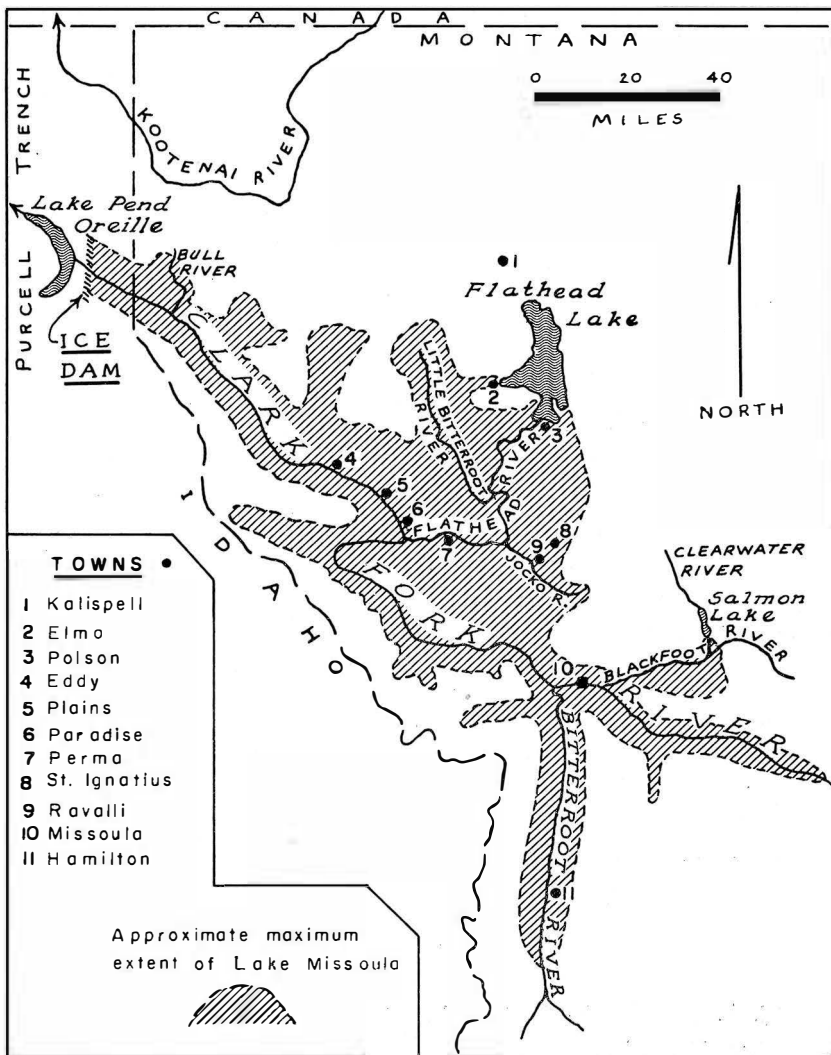 CANADA
MONTANA
0 20 40
MILES
PURCELL TRENCH
KOOTENAI RIVER
Lake Pend
Oreille
BULL
RIVER
ICE
DAM
1
Flathead
Lake
NORTH
CLARK
LITTLE BITTERROOT
RIVER
2
3
FLATHEAD RIVER
4
5
6
7
8
9
JOCKO R.
IDAHO
FORK
CLEARWATER
RIVER
Salmon
Lake
BLACKFOOT RIVER
10
RIVER
BITTERROOT
RIVER
11
TOWNS
1 Kalispell
2 Elmo
3 Polson
4 Eddy
5 Plains
6 Paradise
7 Perma
8 St. Ignatius
9 Ravalli
10 Missoula
11 Hamilton
Approximate maximum
extent of Lake Missoula